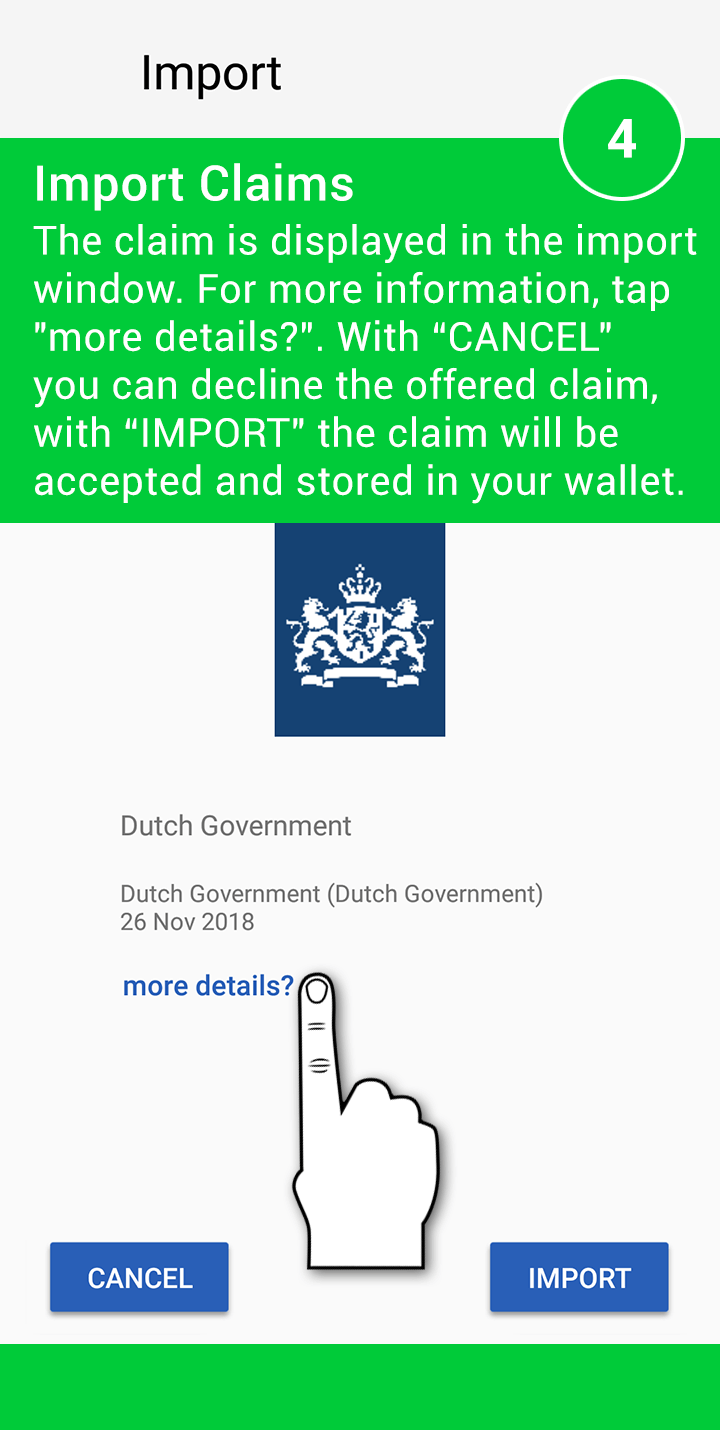 Import
4
Import Claims
The claim is displayed in the import
window. For more information, tap
"more details?". With “CANCEL"
you can decline the offered claim,
with “IMPORT" the claim will be
accepted and stored in your wallet.
Dutch Government
Dutch Government (Dutch Government)
26 Nov 2018
more details?
CANCEL
IMPORT